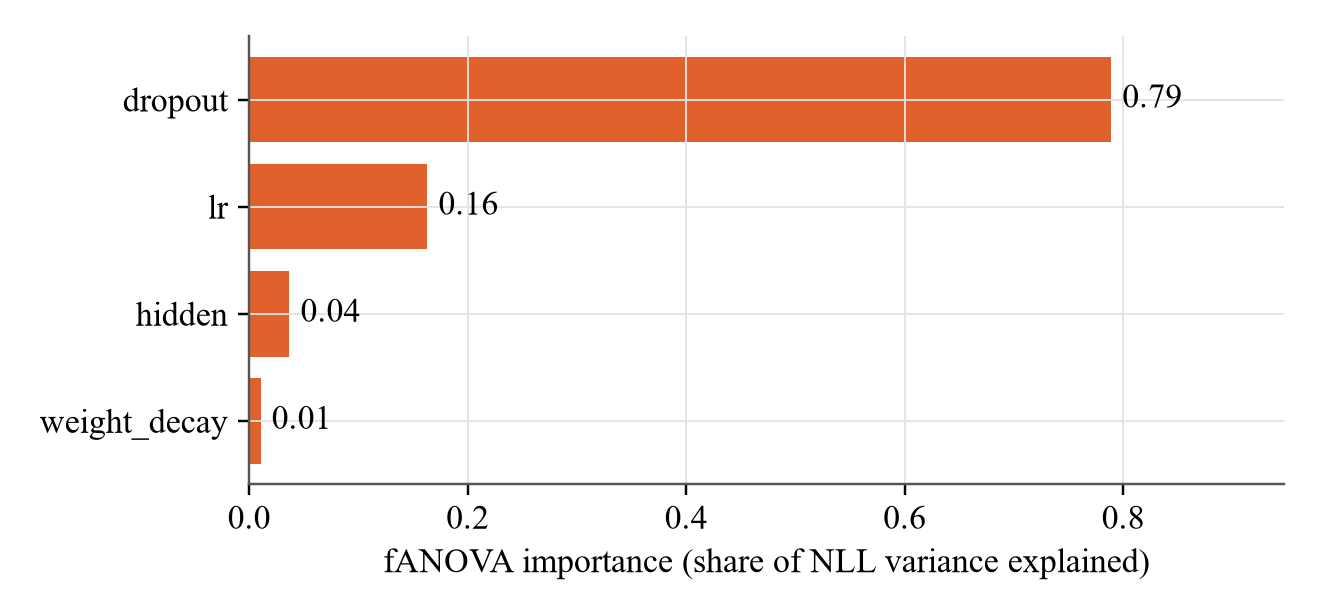 dropout 0.79
lr 0.16
hidden 0.04
weight_decay 0.01
0.0 0.2 0.4 0.6 0.8
fANOVA importance (share of NLL variance explained)